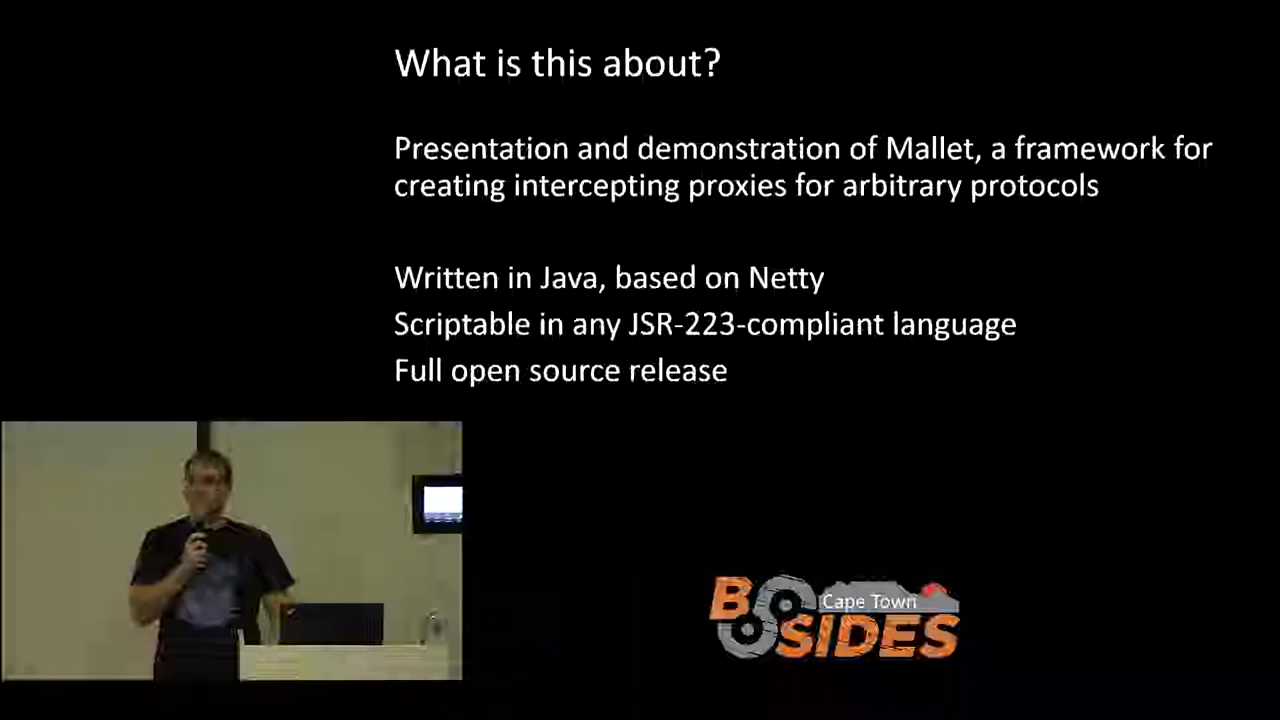 What is this about?
Presentation and demonstration of Mallet, a framework for
creating intercepting proxies for arbitrary protocols
Written in Java, based on Netty
Scriptable in any JSR-223-compliant language
Full open source release
Cape Town
BSIDES